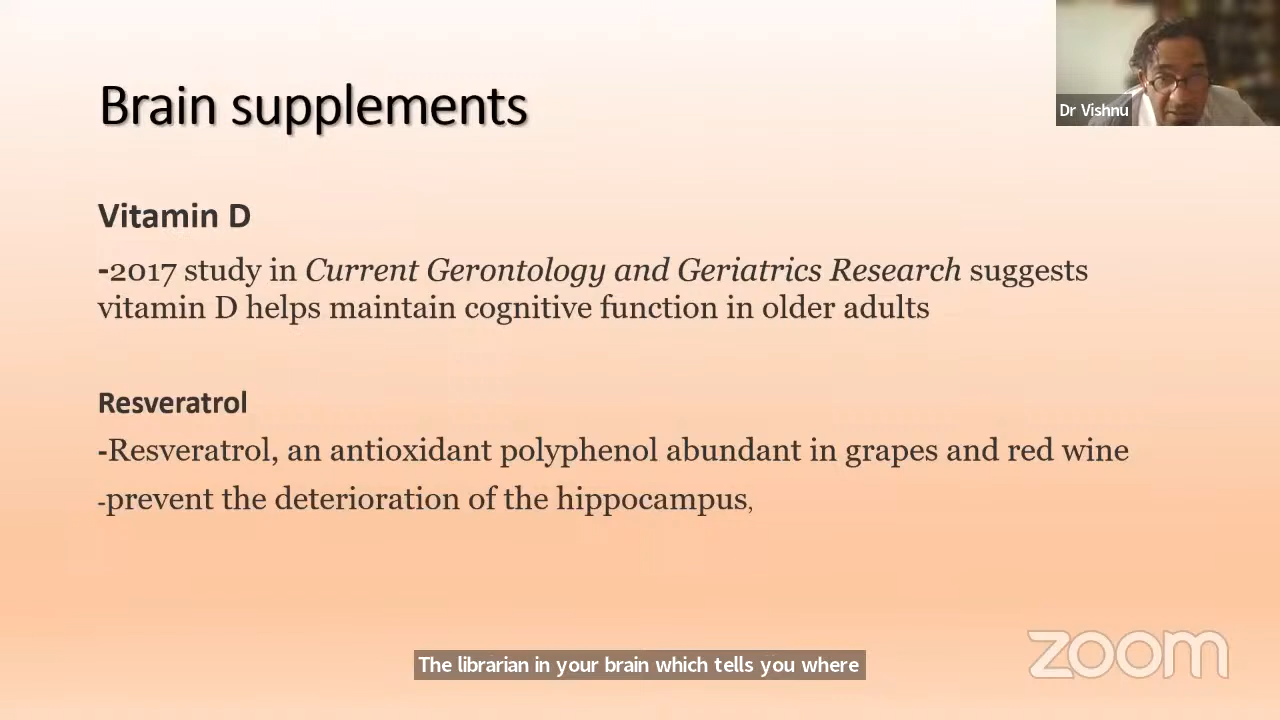 Brain supplements
Dr Vishnu
Vitamin D
-2017 study in Current Gerontology and Geriatrics Research suggests
vitamin D helps maintain cognitive function in older adults
Resveratrol
-Resveratrol, an antioxidant polyphenol abundant in grapes and red wine
-prevent the deterioration of the hippocampus,
The librarian in your brain which tells you where
zoom